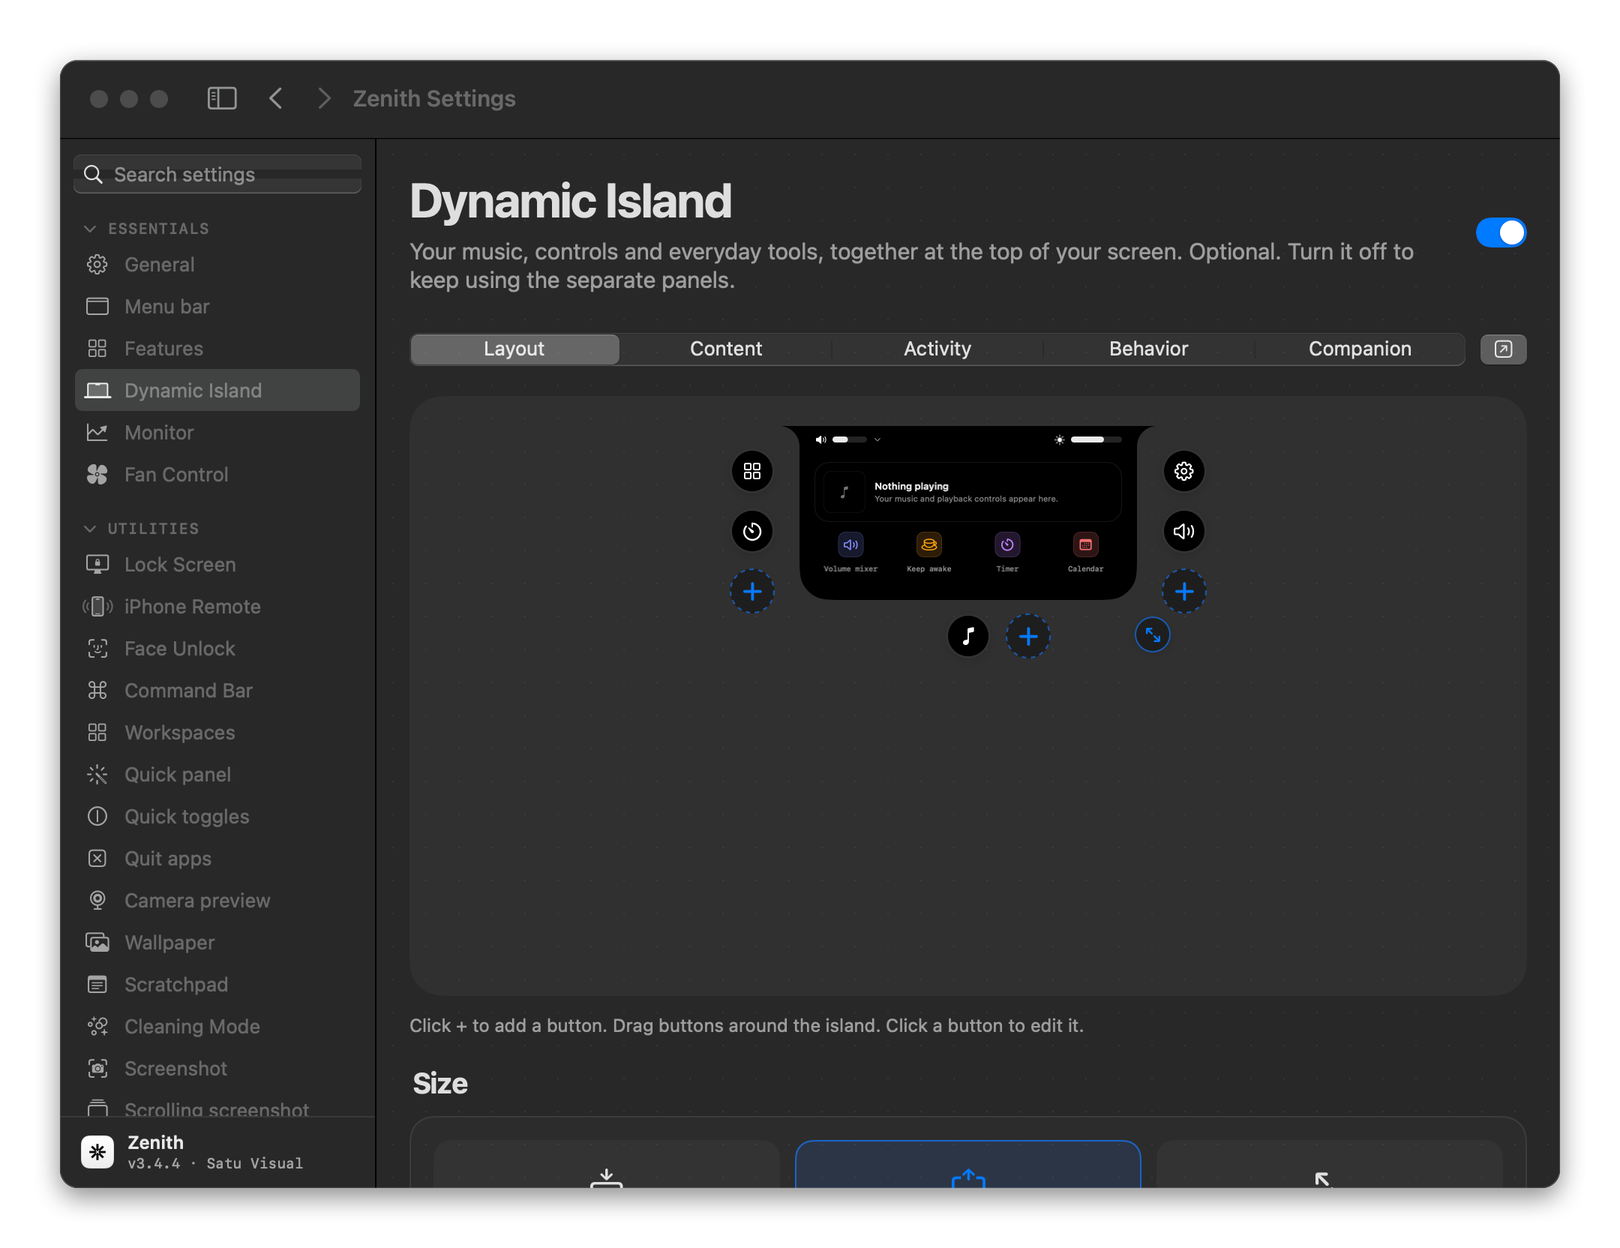 Zenith Settings
Search settings
ESSENTIALS
General
Menu bar
Features
Dynamic Island
Monitor
Fan Control
UTILITIES
Lock Screen
iPhone Remote
Face Unlock
Command Bar
Workspaces
Quick panel
Quick toggles
Quit apps
Camera preview
Wallpaper
Scratchpad
Cleaning Mode
Screenshot
Scrolling screenshot
Zenith
v3.4.4 · Satu Visual
Dynamic Island
Your music, controls and everyday tools, together at the top of your screen. Optional. Turn it off to
keep using the separate panels.
Layout Content Activity Behavior Companion
Nothing playing
Your music and playback controls appear here.
Volume mixer Keep awake Timer Calendar
Click + to add a button. Drag buttons around the island. Click a button to edit it.
Size